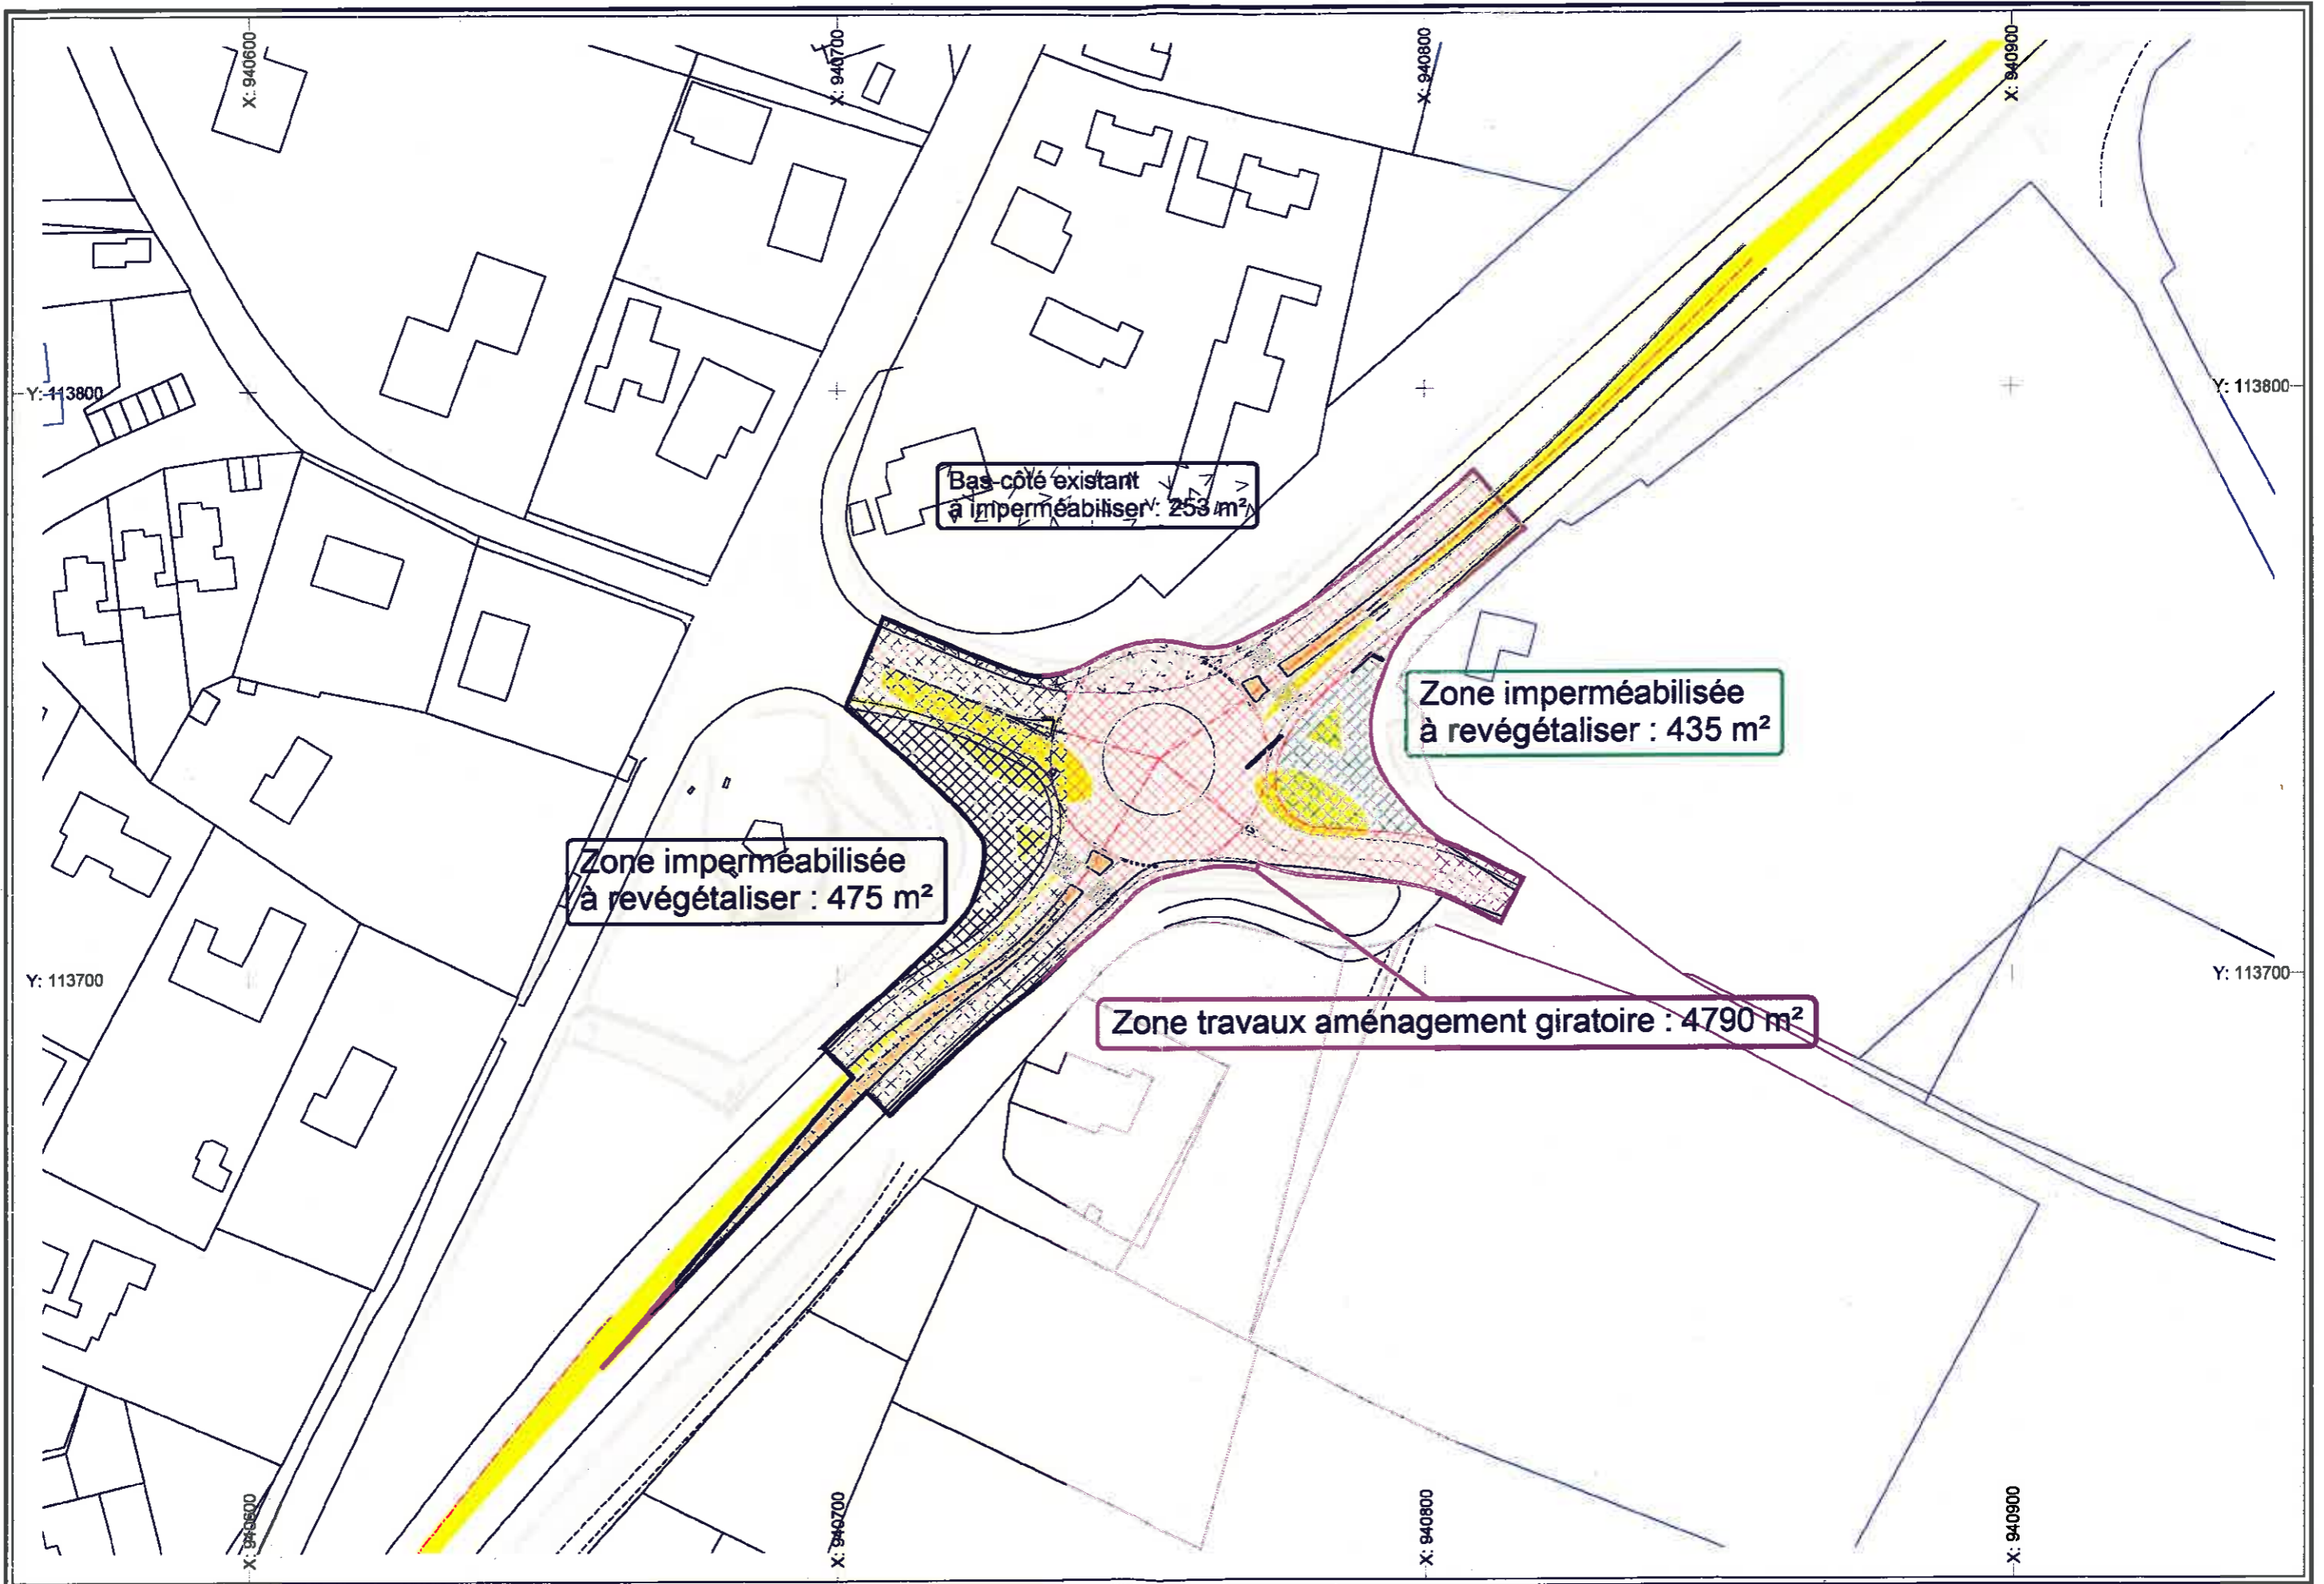 X: 940600
X: 940700
X: 940800
X: 940900
Y: 113800
Y: 113800
Bas-côté existant
à imperméabiliser : 253 m²
Zone imperméabilisée
à revégétaliser : 435 m²
Zone imperméabilisée
à revégétaliser : 475 m²
Y: 113700
Y: 113700
Zone travaux aménagement giratoire : 4790 m²
X: 940600
X: 940700
X: 940800
X: 940900